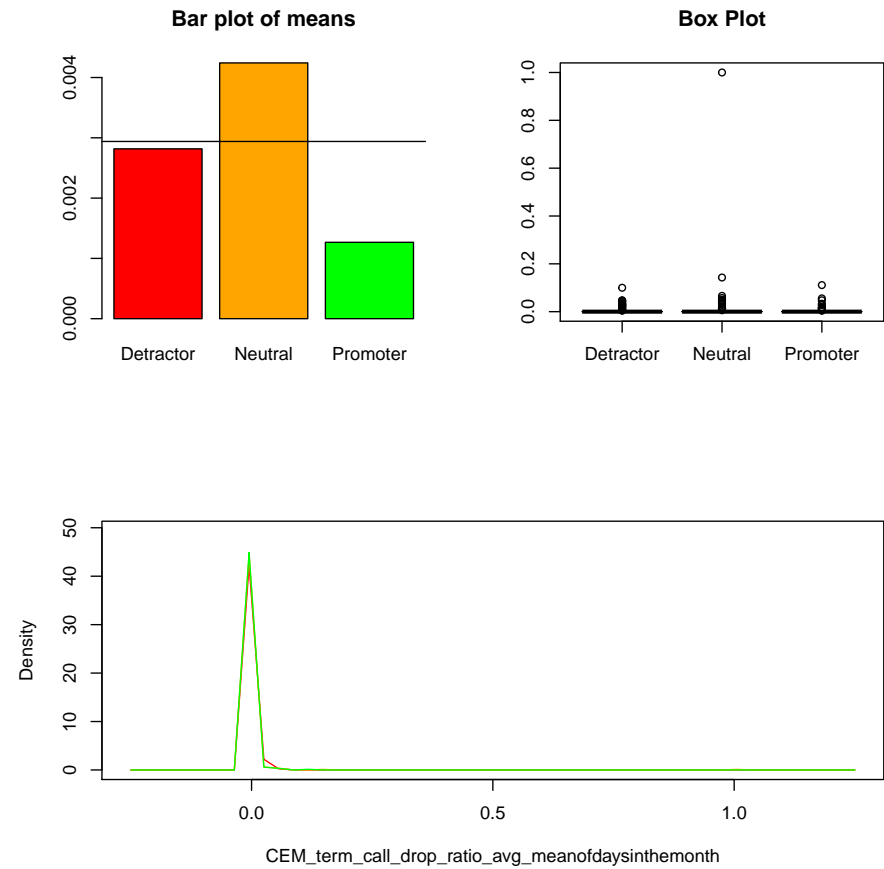 Bar plot of means
0.004
0.002
0.000
Detractor Neutral Promoter
Box Plot
1.0
0.8
0.6
0.4
0.2
0.0
Detractor Neutral Promoter
50
40
30
20
10
0
Density
0.0 0.5 1.0
CEM_term_call_drop_ratio_avg_meanofdaysinthemonth